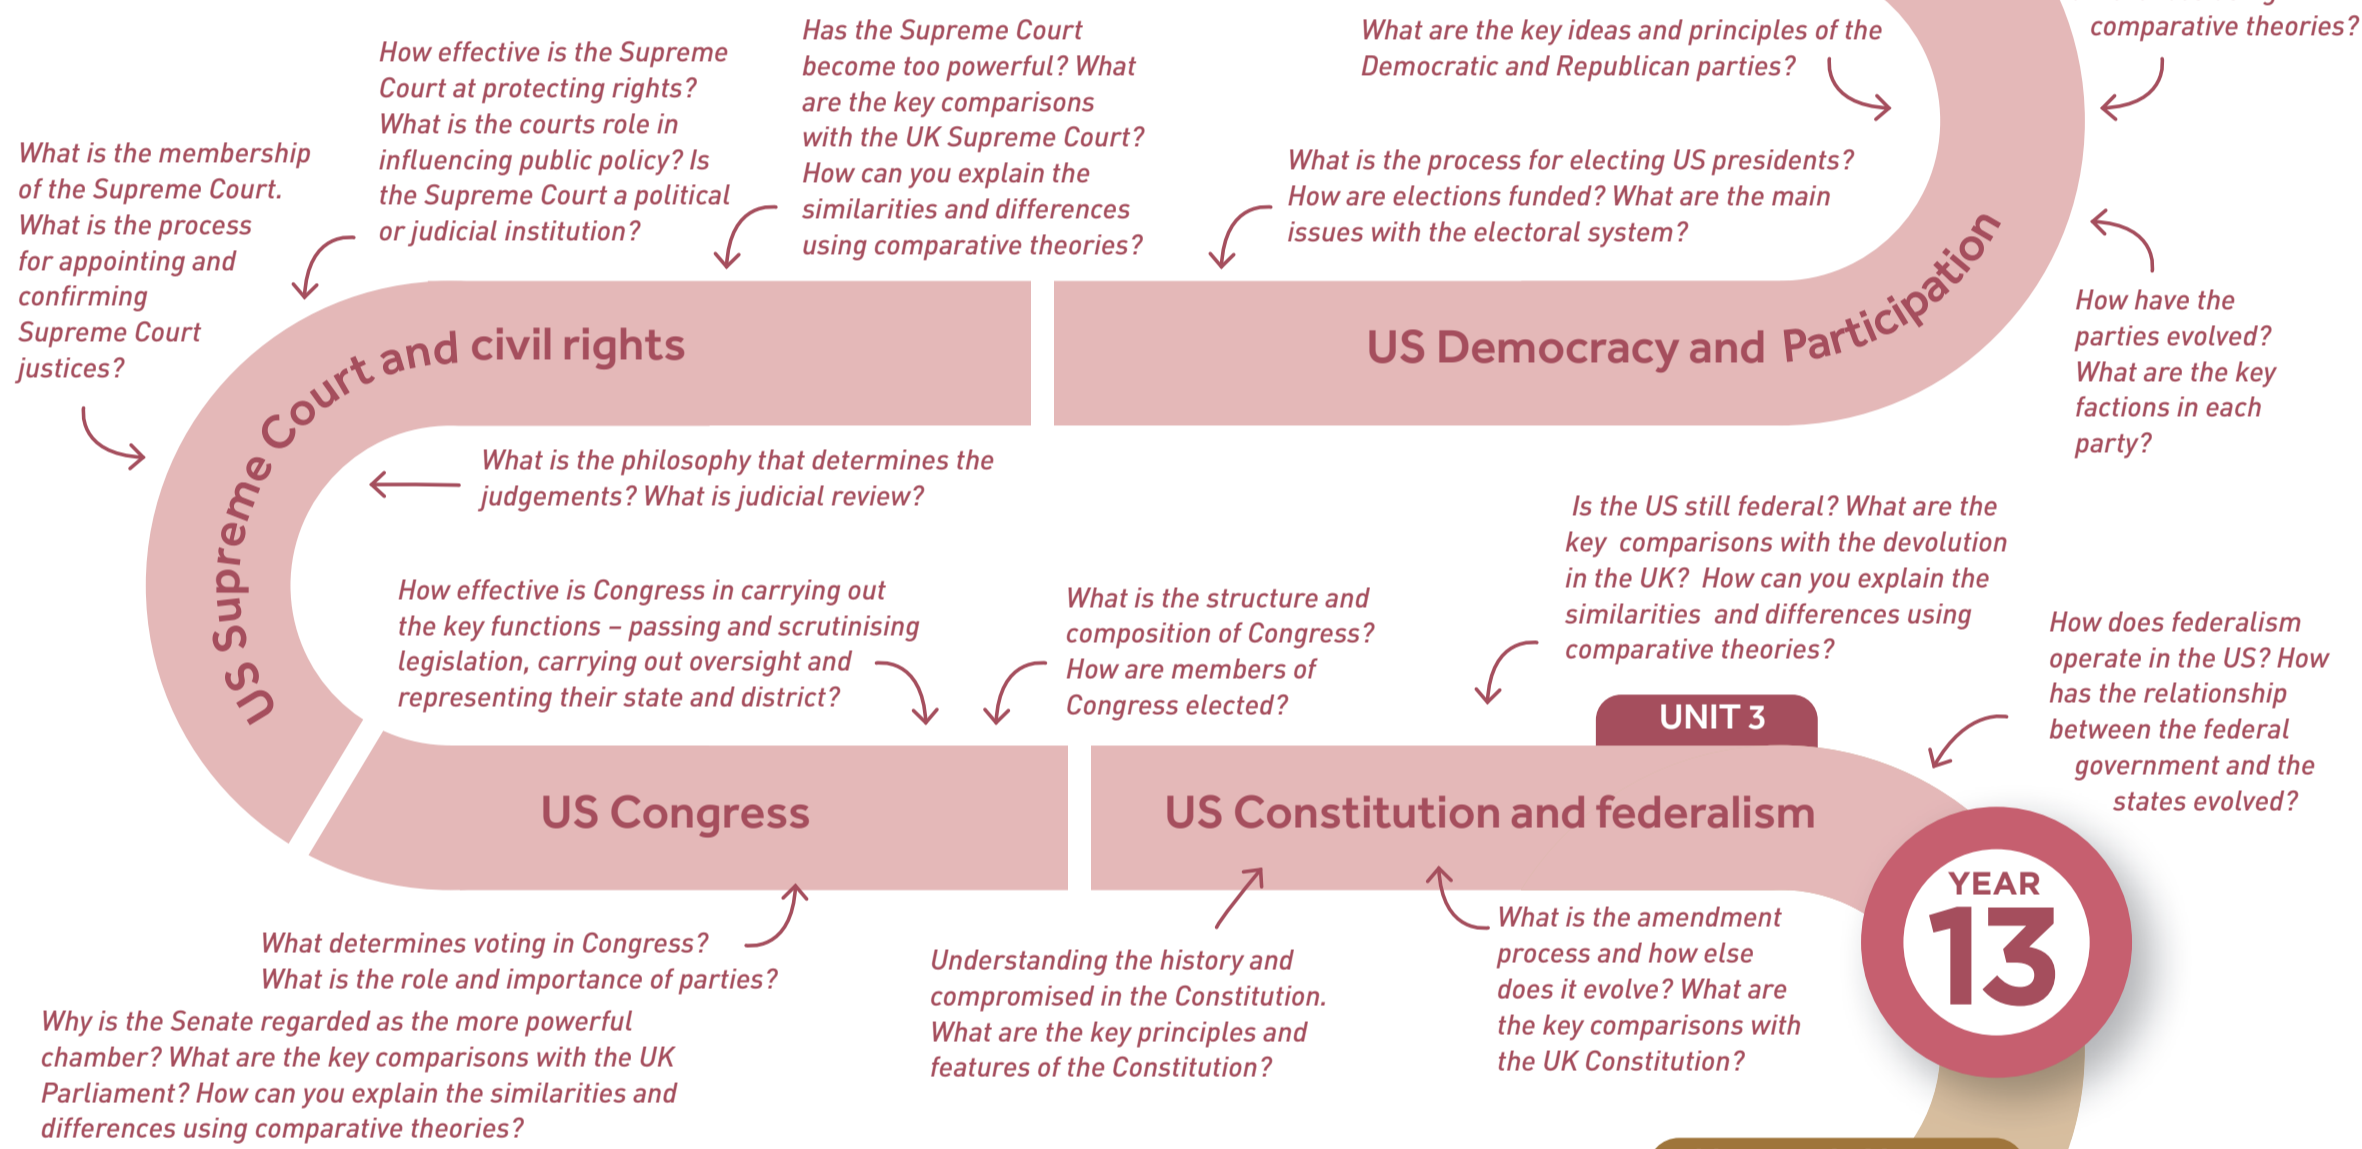 comparative theories?
What are the key ideas and principles of the
Democratic and Republican parties?
Has the Supreme Court
become too powerful? What
are the key comparisons
with the UK Supreme Court?
How can you explain the
similarities and differences
using comparative theories?
How effective is the Supreme
Court at protecting rights?
What is the courts role in
influencing public policy? Is
the Supreme Court a political
or judicial institution?
What is the membership
of the Supreme Court.
What is the process
for appointing and
confirming
Supreme Court
justices?
What is the process for electing US presidents?
How are elections funded? What are the main
issues with the electoral system?
How have the
parties evolved?
What are the key
factions in each
party?
US Supreme Court and civil rights
US Democracy and Participation
What is the philosophy that determines the
judgements? What is judicial review?
Is the US still federal? What are the
key comparisons with the devolution
in the UK? How can you explain the
similarities and differences using
comparative theories?
How effective is Congress in carrying out
the key functions – passing and scrutinising
legislation, carrying out oversight and
representing their state and district?
What is the structure and
composition of Congress?
How are members of
Congress elected?
How does federalism
operate in the US? How
has the relationship
between the federal
government and the
states evolved?
UNIT 3
US Congress
US Constitution and federalism
YEAR
13
What determines voting in Congress?
What is the role and importance of parties?
Why is the Senate regarded as the more powerful
chamber? What are the key comparisons with the UK
Parliament? How can you explain the similarities and
differences using comparative theories?
Understanding the history and
compromised in the Constitution.
What are the key principles and
features of the Constitution?
What is the amendment
process and how else
does it evolve? What are
the key comparisons with
the UK Constitution?